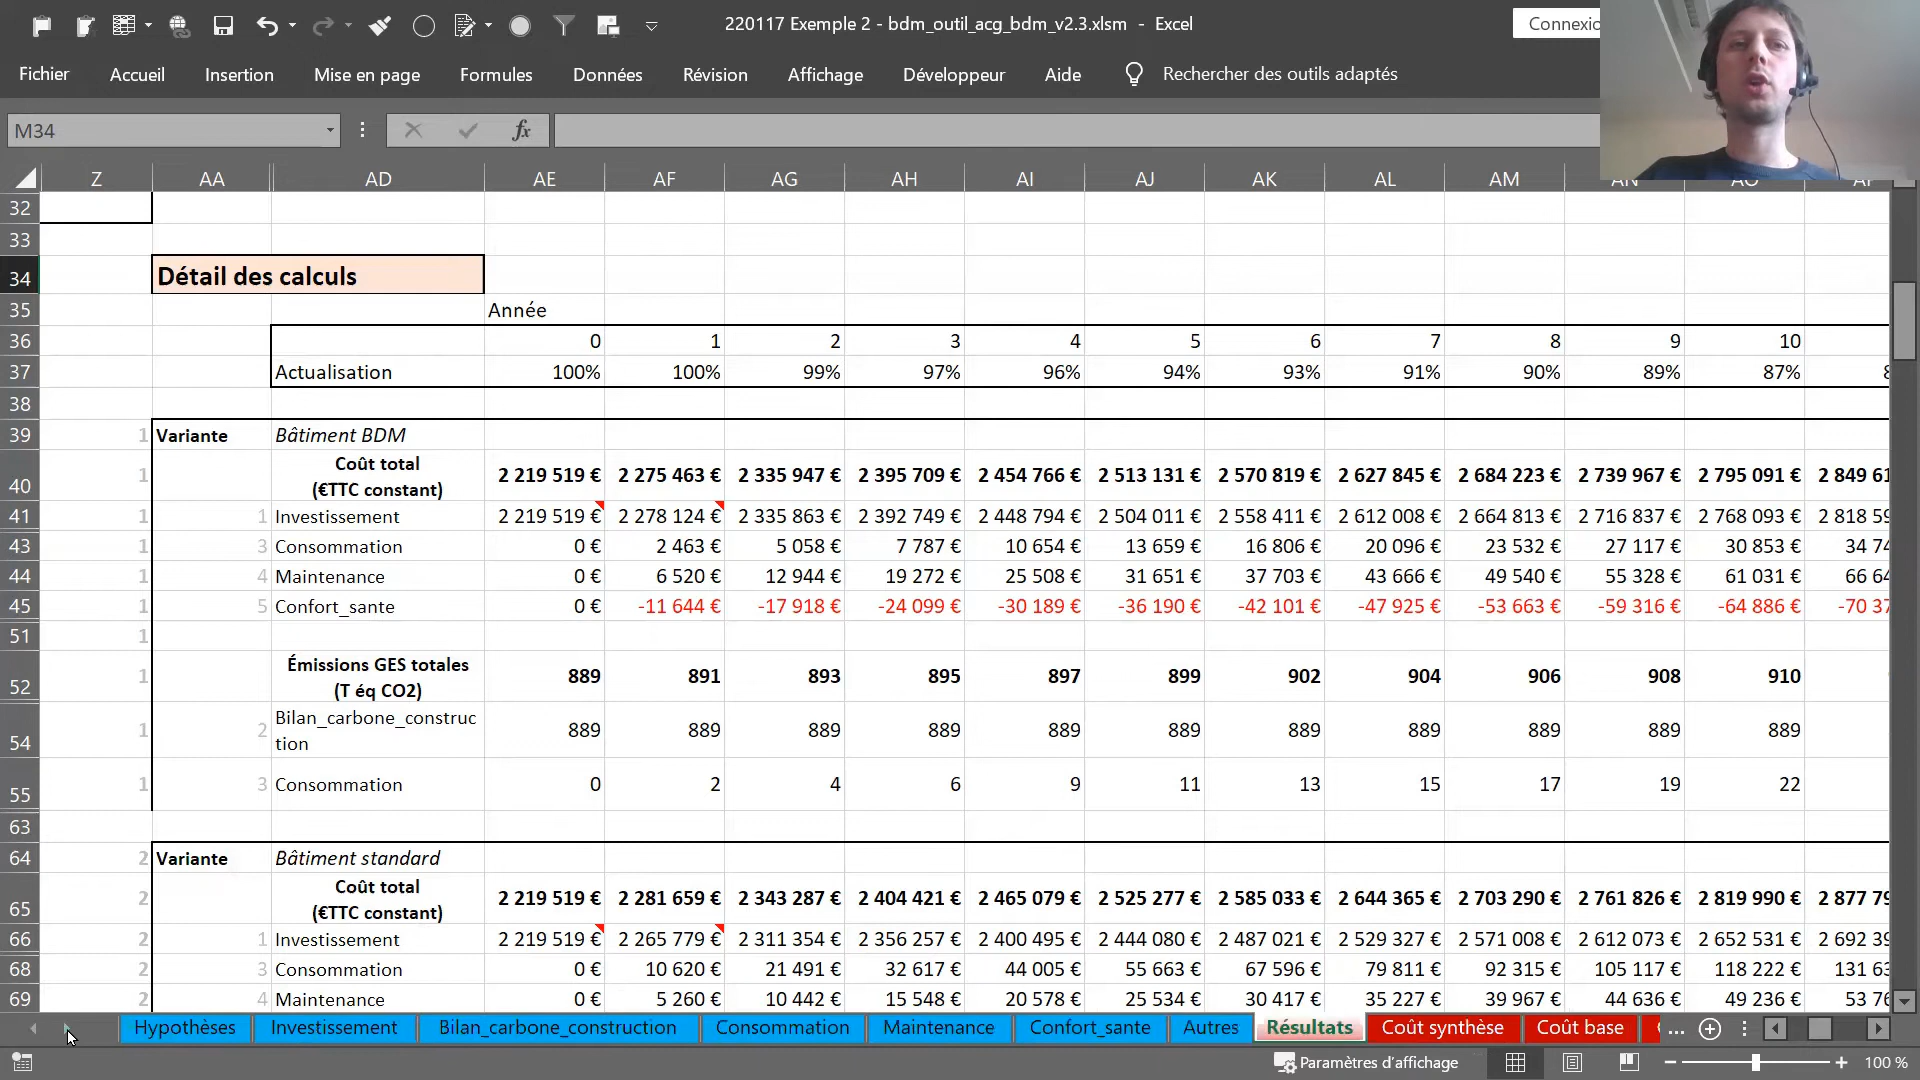 220117 Exemple 2 - bdm_outil_acg_bdm_v2.3.xlsm - Excel
Connexio
Fichier Accueil Insertion Mise en page Formules Données Révision Affichage Développeur Aide Rechercher des outils adaptés
M34 fx
Z AA AD AE AF AG AH AI AJ AK AL AM AN AO AP
32
33
34 Détail des calculs
35 Année
36 0 1 2 3 4 5 6 7 8 9 10
37 Actualisation 100% 100% 99% 97% 96% 94% 93% 91% 90% 89% 87% 8
38
39 1 Variante Bâtiment BDM
Coût total
40 1 (€TTC constant) 2 219 519 € 2 275 463 € 2 335 947 € 2 395 709 € 2 454 766 € 2 513 131 € 2 570 819 € 2 627 845 € 2 684 223 € 2 739 967 € 2 795 091 € 2 849 61
41 1 1 Investissement 2 219 519 € 2 278 124 € 2 335 863 € 2 392 749 € 2 448 794 € 2 504 011 € 2 558 411 € 2 612 008 € 2 664 813 € 2 716 837 € 2 768 093 € 2 818 59
43 1 3 Consommation 0 € 2 463 € 5 058 € 7 787 € 10 654 € 13 659 € 16 806 € 20 096 € 23 532 € 27 117 € 30 853 € 34 74
44 1 4 Maintenance 0 € 6 520 € 12 944 € 19 272 € 25 508 € 31 651 € 37 703 € 43 666 € 49 540 € 55 328 € 61 031 € 66 64
45 1 5 Confort_sante 0 € -11 644 € -17 918 € -24 099 € -30 189 € -36 190 € -42 101 € -47 925 € -53 663 € -59 316 € -64 886 € -70 37
51 1
Émissions GES totales
52 1 (T éq CO2) 889 891 893 895 897 899 902 904 906 908 910
Bilan_carbone_construc
54 1 2 tion 889 889 889 889 889 889 889 889 889 889 889
55 1 3 Consommation 0 2 4 6 9 11 13 15 17 19 22
63
64 2 Variante Bâtiment standard
Coût total
65 2 (€TTC constant) 2 219 519 € 2 281 659 € 2 343 287 € 2 404 421 € 2 465 079 € 2 525 277 € 2 585 033 € 2 644 365 € 2 703 290 € 2 761 826 € 2 819 990 € 2 877 79
66 2 1 Investissement 2 219 519 € 2 265 779 € 2 311 354 € 2 356 257 € 2 400 495 € 2 444 080 € 2 487 021 € 2 529 327 € 2 571 008 € 2 612 073 € 2 652 531 € 2 692 39
68 2 3 Consommation 0 € 10 620 € 21 491 € 32 617 € 44 005 € 55 663 € 67 596 € 79 811 € 92 315 € 105 117 € 118 222 € 131 63
69 2 4 Maintenance 0 € 5 260 € 10 442 € 15 548 € 20 578 € 25 534 € 30 417 € 35 227 € 39 967 € 44 636 € 49 236 € 53 76
Hypothèses Investissement Bilan_carbone_construction Consommation Maintenance Confort_sante Autres Résultats Coût synthèse Coût base ...
Paramètres d'affichage 100 %